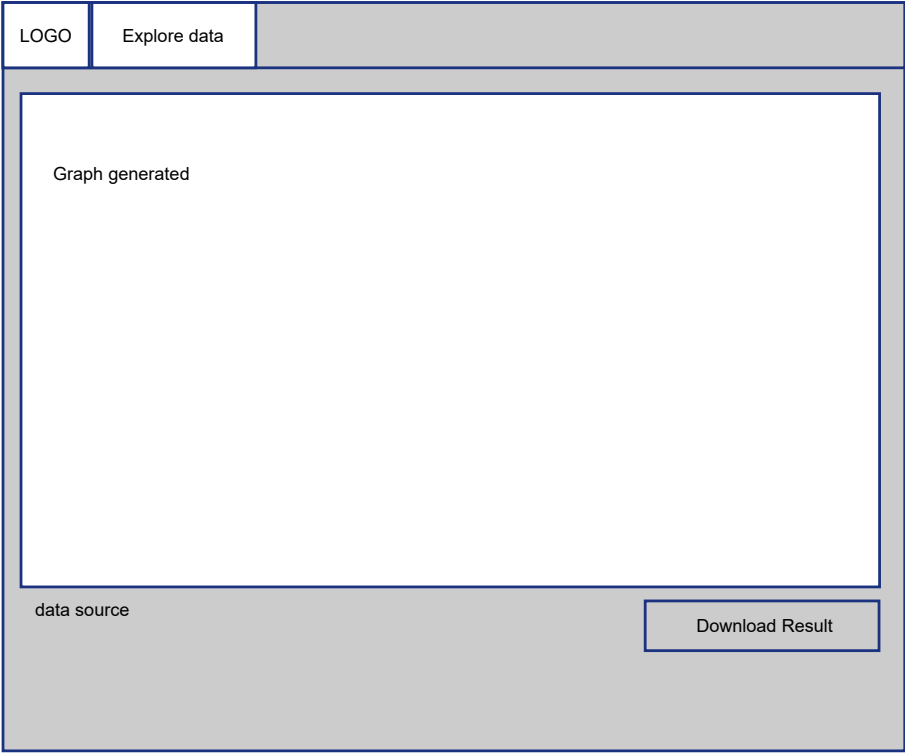 LOGO
Explore data
Graph generated
data source
Download Result